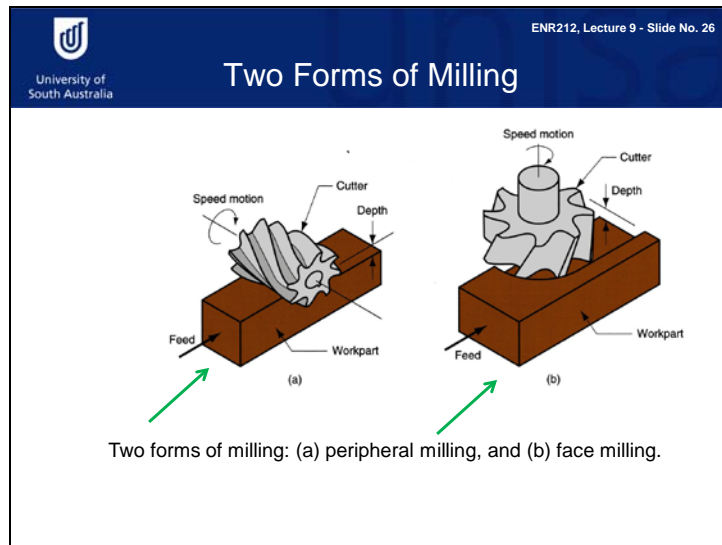 ENR212, Lecture 9 - Slide No. 26
University of
South Australia
Two Forms of Milling
Speed motion
Cutter
Depth
Feed
Workpart
(a)
Speed motion
Cutter
Depth
Feed
Workpart
(b)
Two forms of milling: (a) peripheral milling, and (b) face milling.